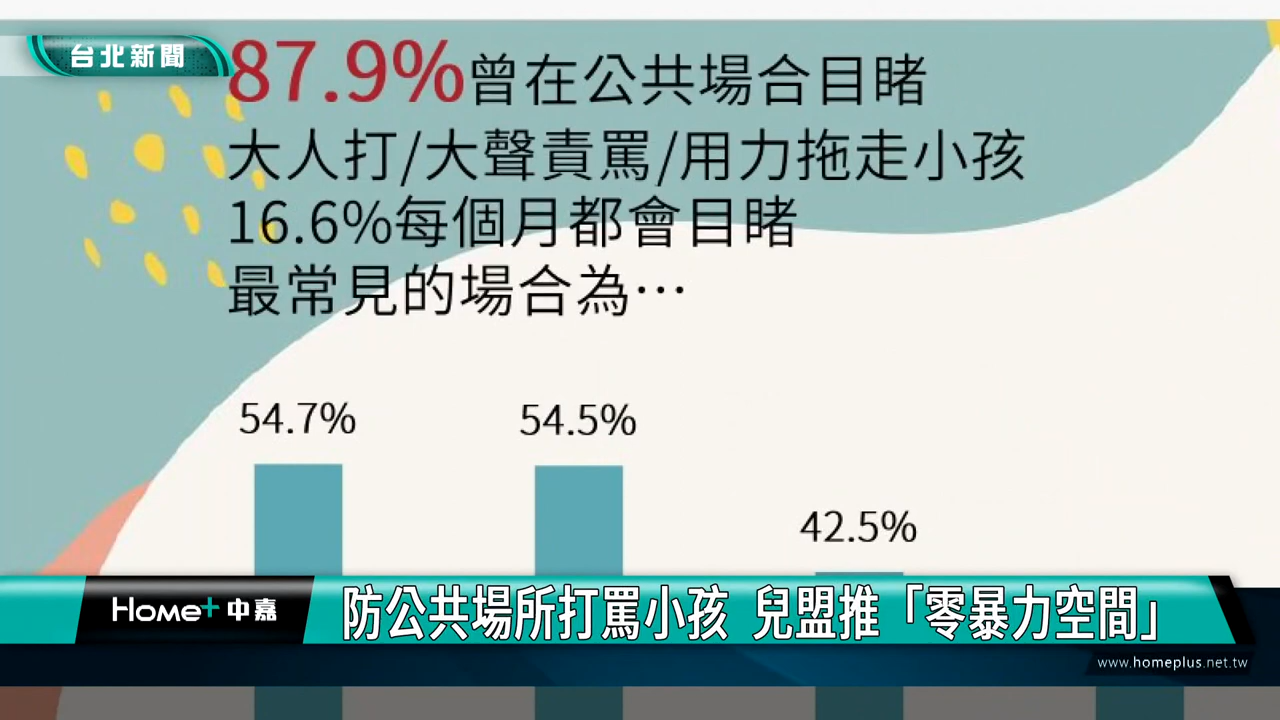 台北新聞
87.9%曾在公共場合目睹
大人打/大聲責罵/用力拖走小孩
16.6%每個月都會目睹
最常見的場合為…
54.7%
54.5%
42.5%
Home+中嘉
防公共場所打罵小孩 兒盟推「零暴力空間」
www.homeplus.net.tw